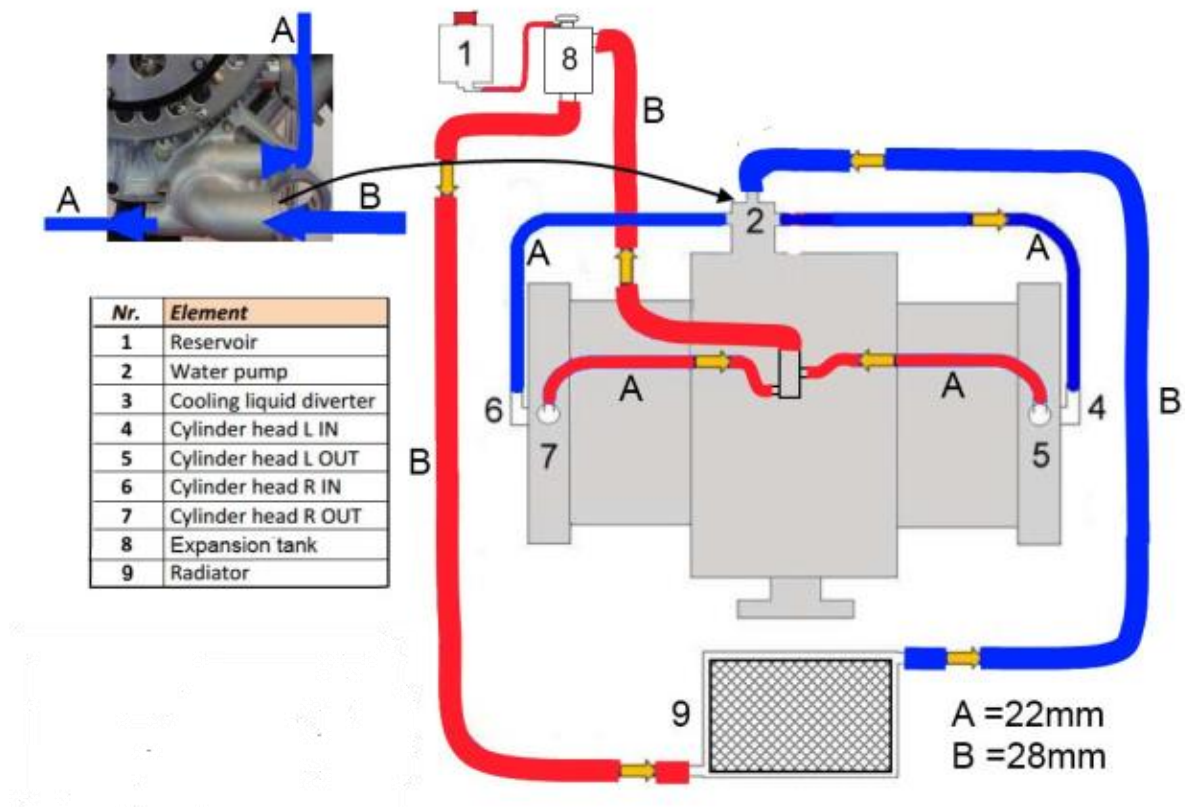 A
A
B
1
8
B
2
A
A
A
A
6
7
4
5
B
B
Nr. Element
1 Reservoir
2 Water pump
3 Cooling liquid diverter
4 Cylinder head L IN
5 Cylinder head L OUT
6 Cylinder head R IN
7 Cylinder head R OUT
8 Expansion tank
9 Radiator
9
A =22mm
B =28mm